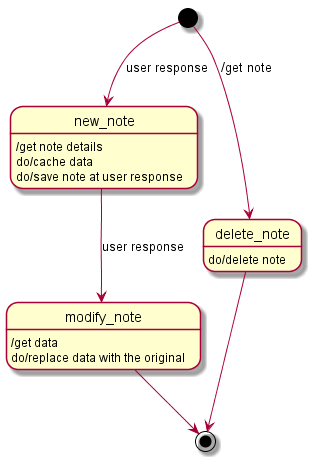 user response
/get note
new_note
/get note details
do/cache data
do/save note at user response
delete_note
do/delete note
user response
modify_note
/get data
do/replace data with the original